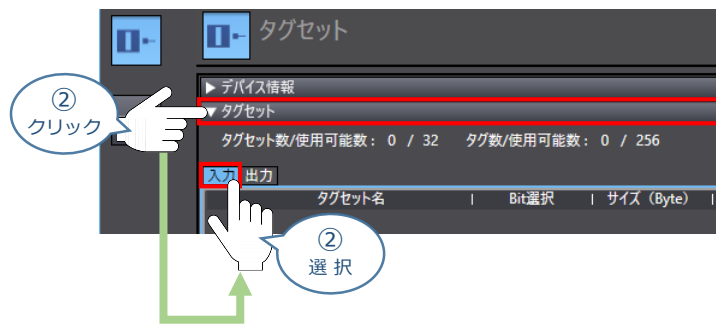 タグセット
▶ デバイス情報
▼ タグセット
② クリック
タグセット数/使用可能数： 0 / 32 タグ数/使用可能数： 0 / 256
入力 出力
タグセット名 | Bit選択 | サイズ（Byte） |
②
選 択